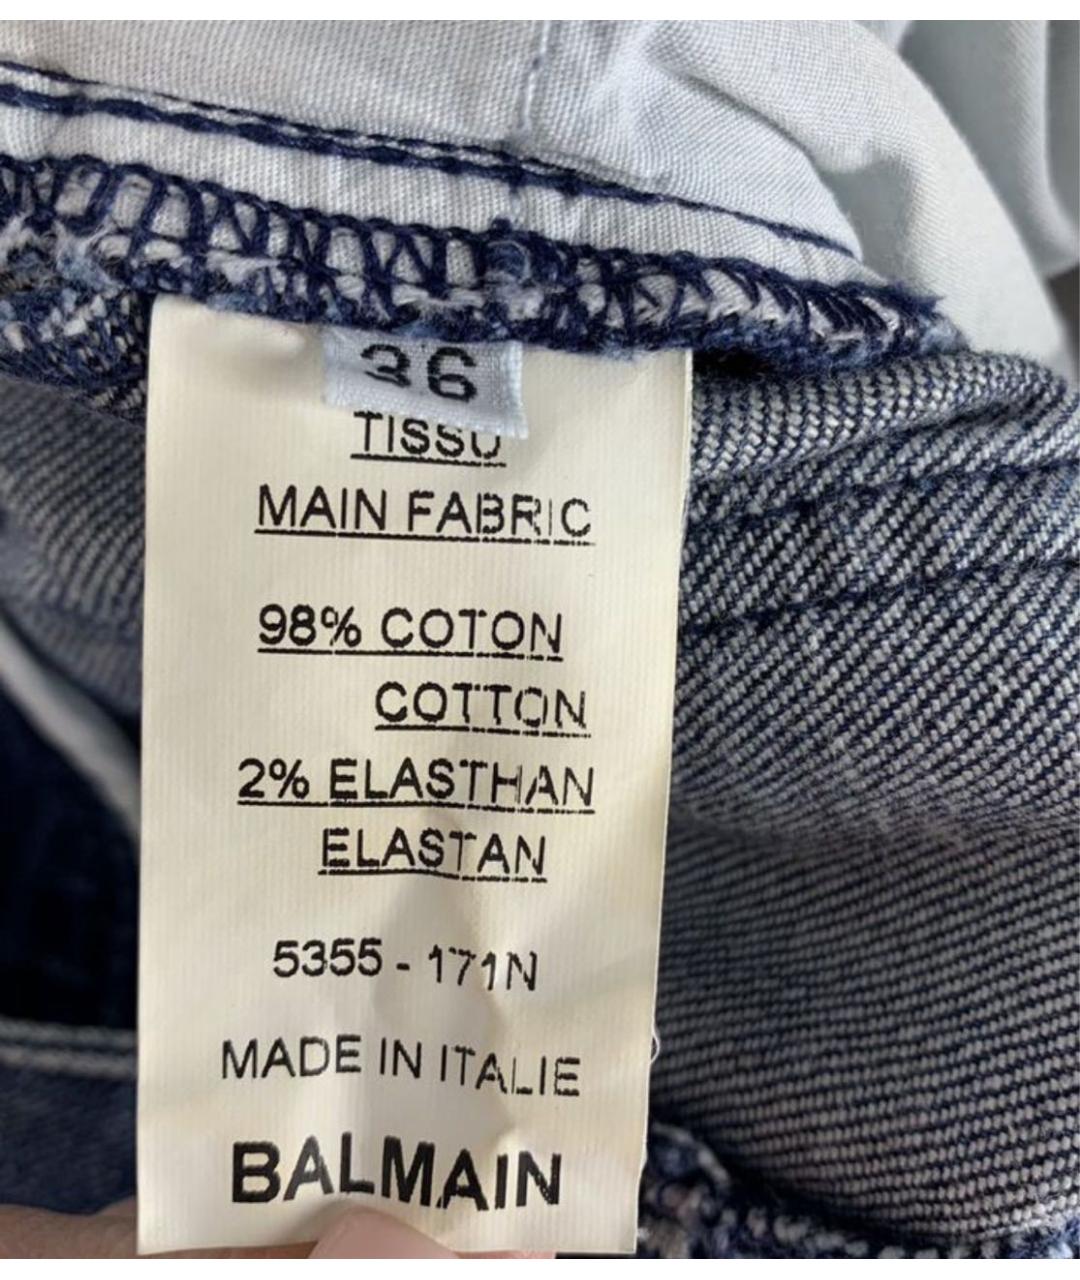 36
TISSU
MAIN FABRIC
98% COTON
COTTON
2% ELASTHAN
ELASTAN
5355 - 171N
MADE IN ITALIE
BALMAIN